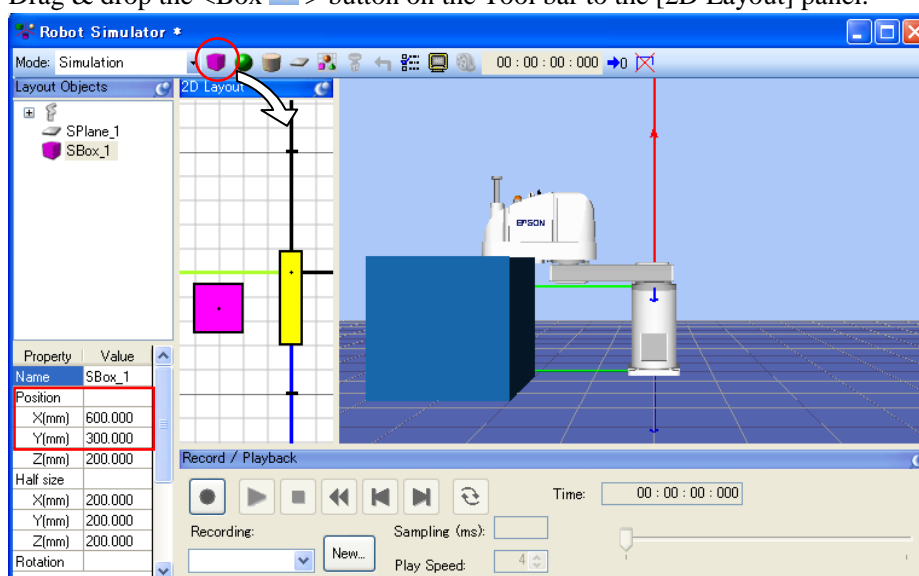 Drag & drop the <Box > button on the Tool bar to the [2D Layout] panel.
Robot Simulator *
Mode: Simulation
00 : 00 : 00 : 000
0
Layout Objects
2D Layout
SPlane_1
SBox_1
EPSON
Property Value
Name SBox_1
Position
X(mm) 600.000
Y(mm) 300.000
Z(mm) 200.000
Half size
X(mm) 200.000
Y(mm) 200.000
Z(mm) 200.000
Rotation
Record / Playback
Time: 00 : 00 : 00 : 000
Recording: Sampling (ms):
New... Play Speed: 4